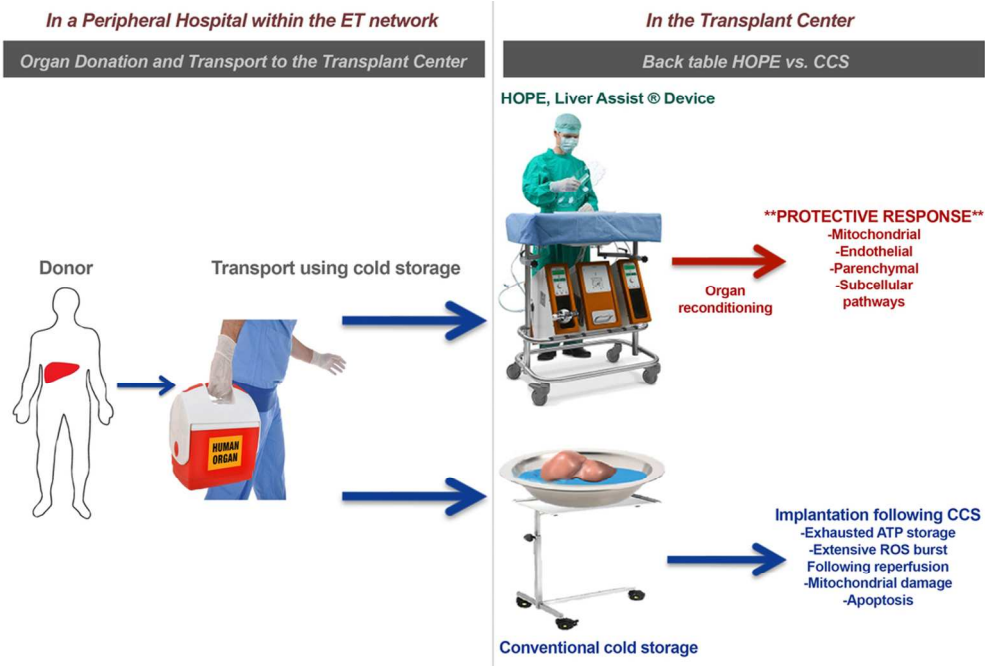 In a Peripheral Hospital within the ET network
Organ Donation and Transport to the Transplant Center
Donor
Transport using cold storage
HUMAN
ORGAN
In the Transplant Center
Back table HOPE vs. CCS
HOPE, Liver Assist ® Device
Organ
reconditioning
**PROTECTIVE RESPONSE**
-Mitochondrial
-Endothelial
-Parenchymal
-Subcellular
pathways
Implantation following CCS
-Exhausted ATP storage
-Extensive ROS burst
Following reperfusion
-Mitochondrial damage
-Apoptosis
Conventional cold storage